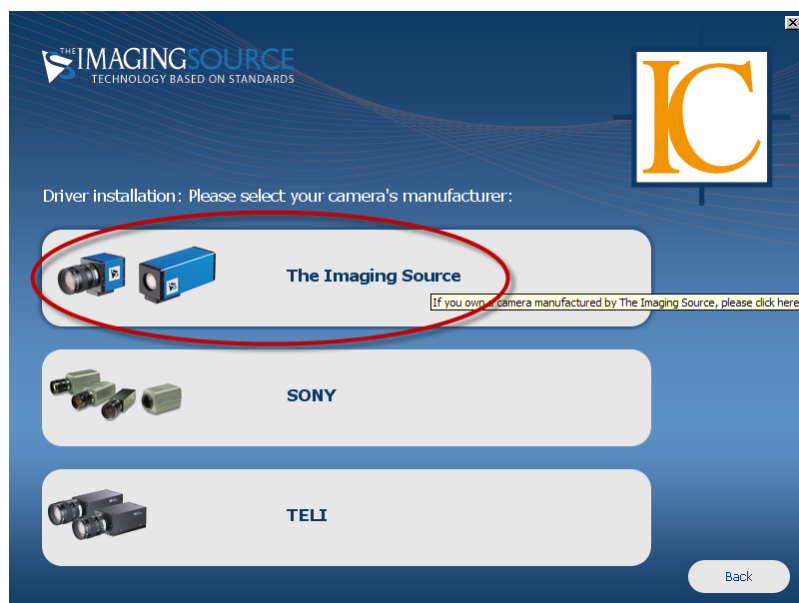 THE IMAGINGSOURCE
TECHNOLOGY BASED ON STANDARDS
IC
Driver installation: Please select your camera's manufacturer:
The Imaging Source
If you own a camera manufactured by The Imaging Source, please click here
SONY
TELI
Back